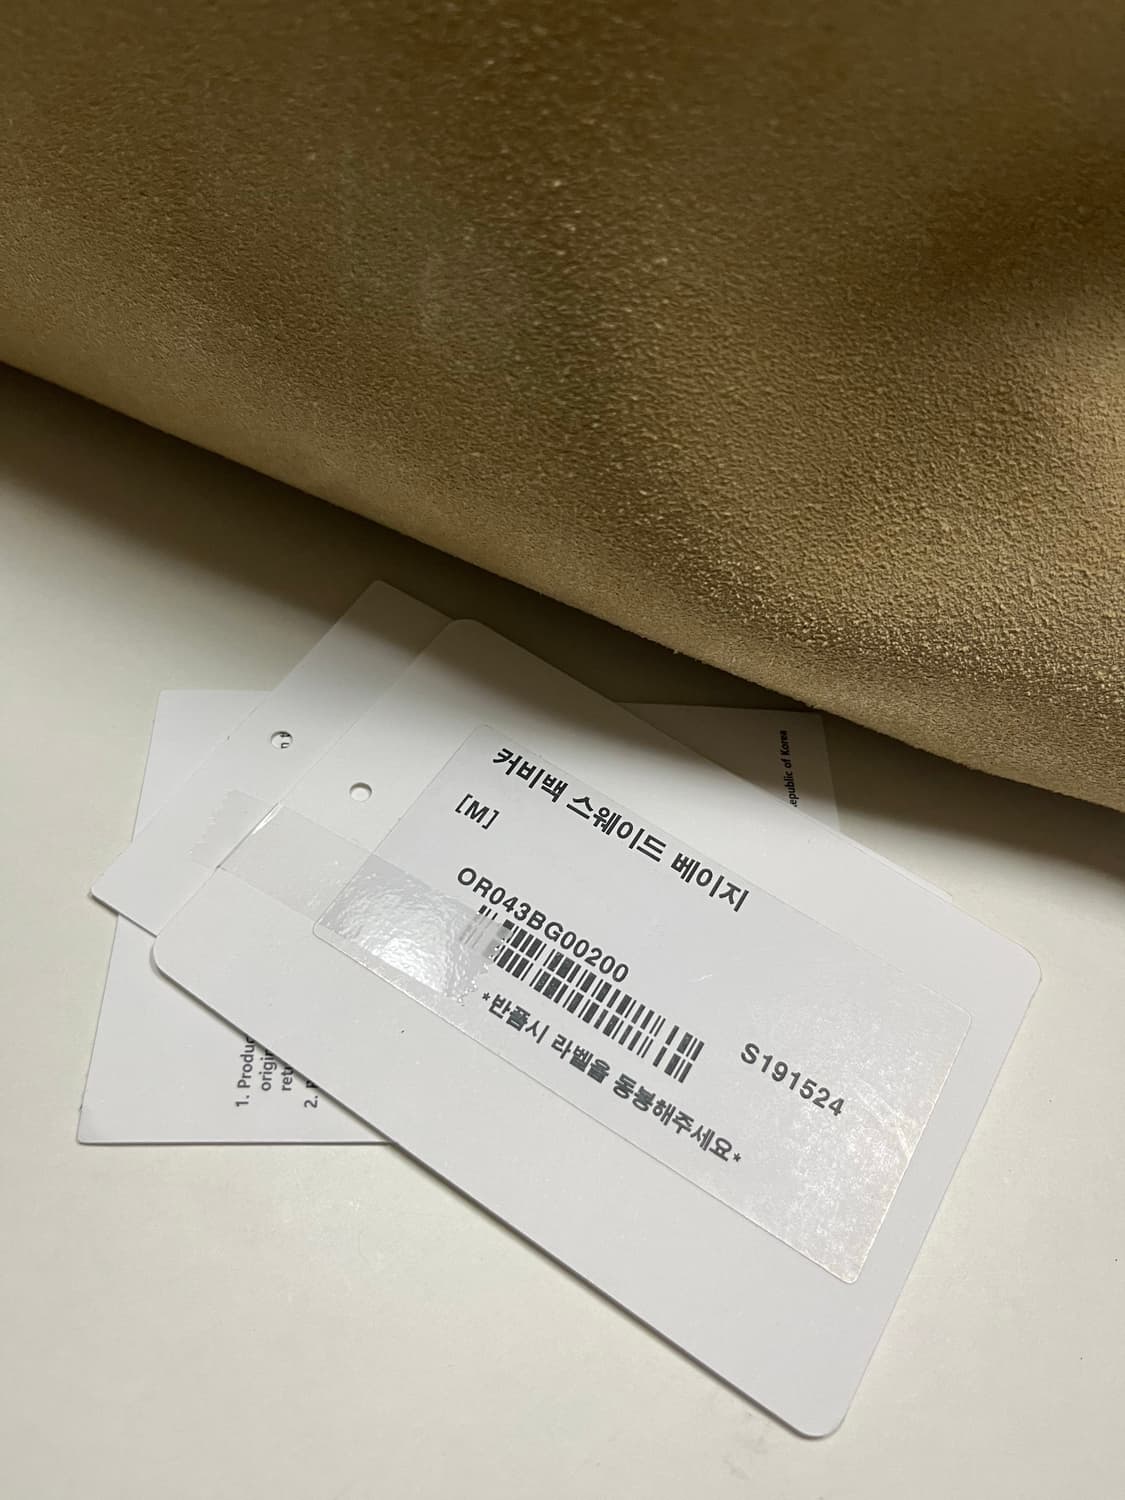 커비백 스웨이드 베이지
[M]
OR043BG00200
S191524
*반품시 라벨을 동봉해주세요*
epublic of Korea
1. Produc
origin
retu
2.